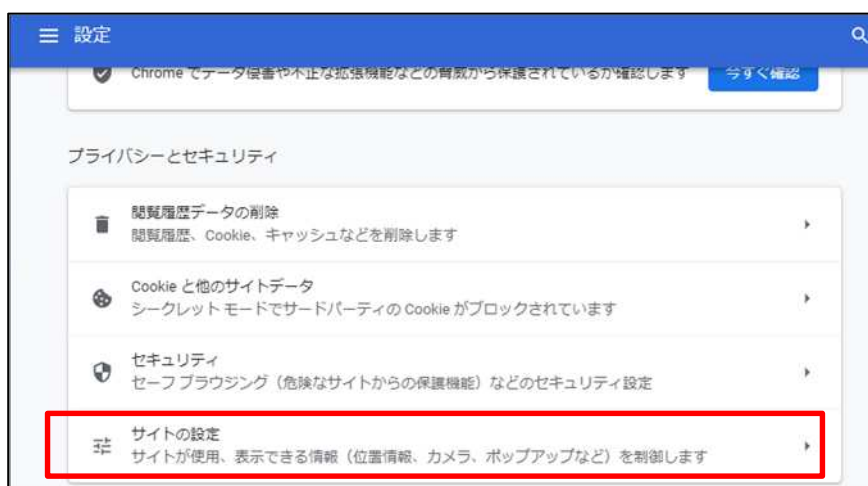 設定
Chrome でデータ侵害や不正な拡張機能などの脅威から保護されているか確認します
今すぐ確認
プライバシーとセキュリティ
閲覧履歴データの削除
閲覧履歴、Cookie、キャッシュなどを削除します
Cookie と他のサイトデータ
シークレット モードでサードパーティの Cookie がブロックされています
セキュリティ
セーフ ブラウジング（危険なサイトからの保護機能）などのセキュリティ設定
サイトの設定
サイトが使用、表示できる情報（位置情報、カメラ、ポップアップなど）を制御します